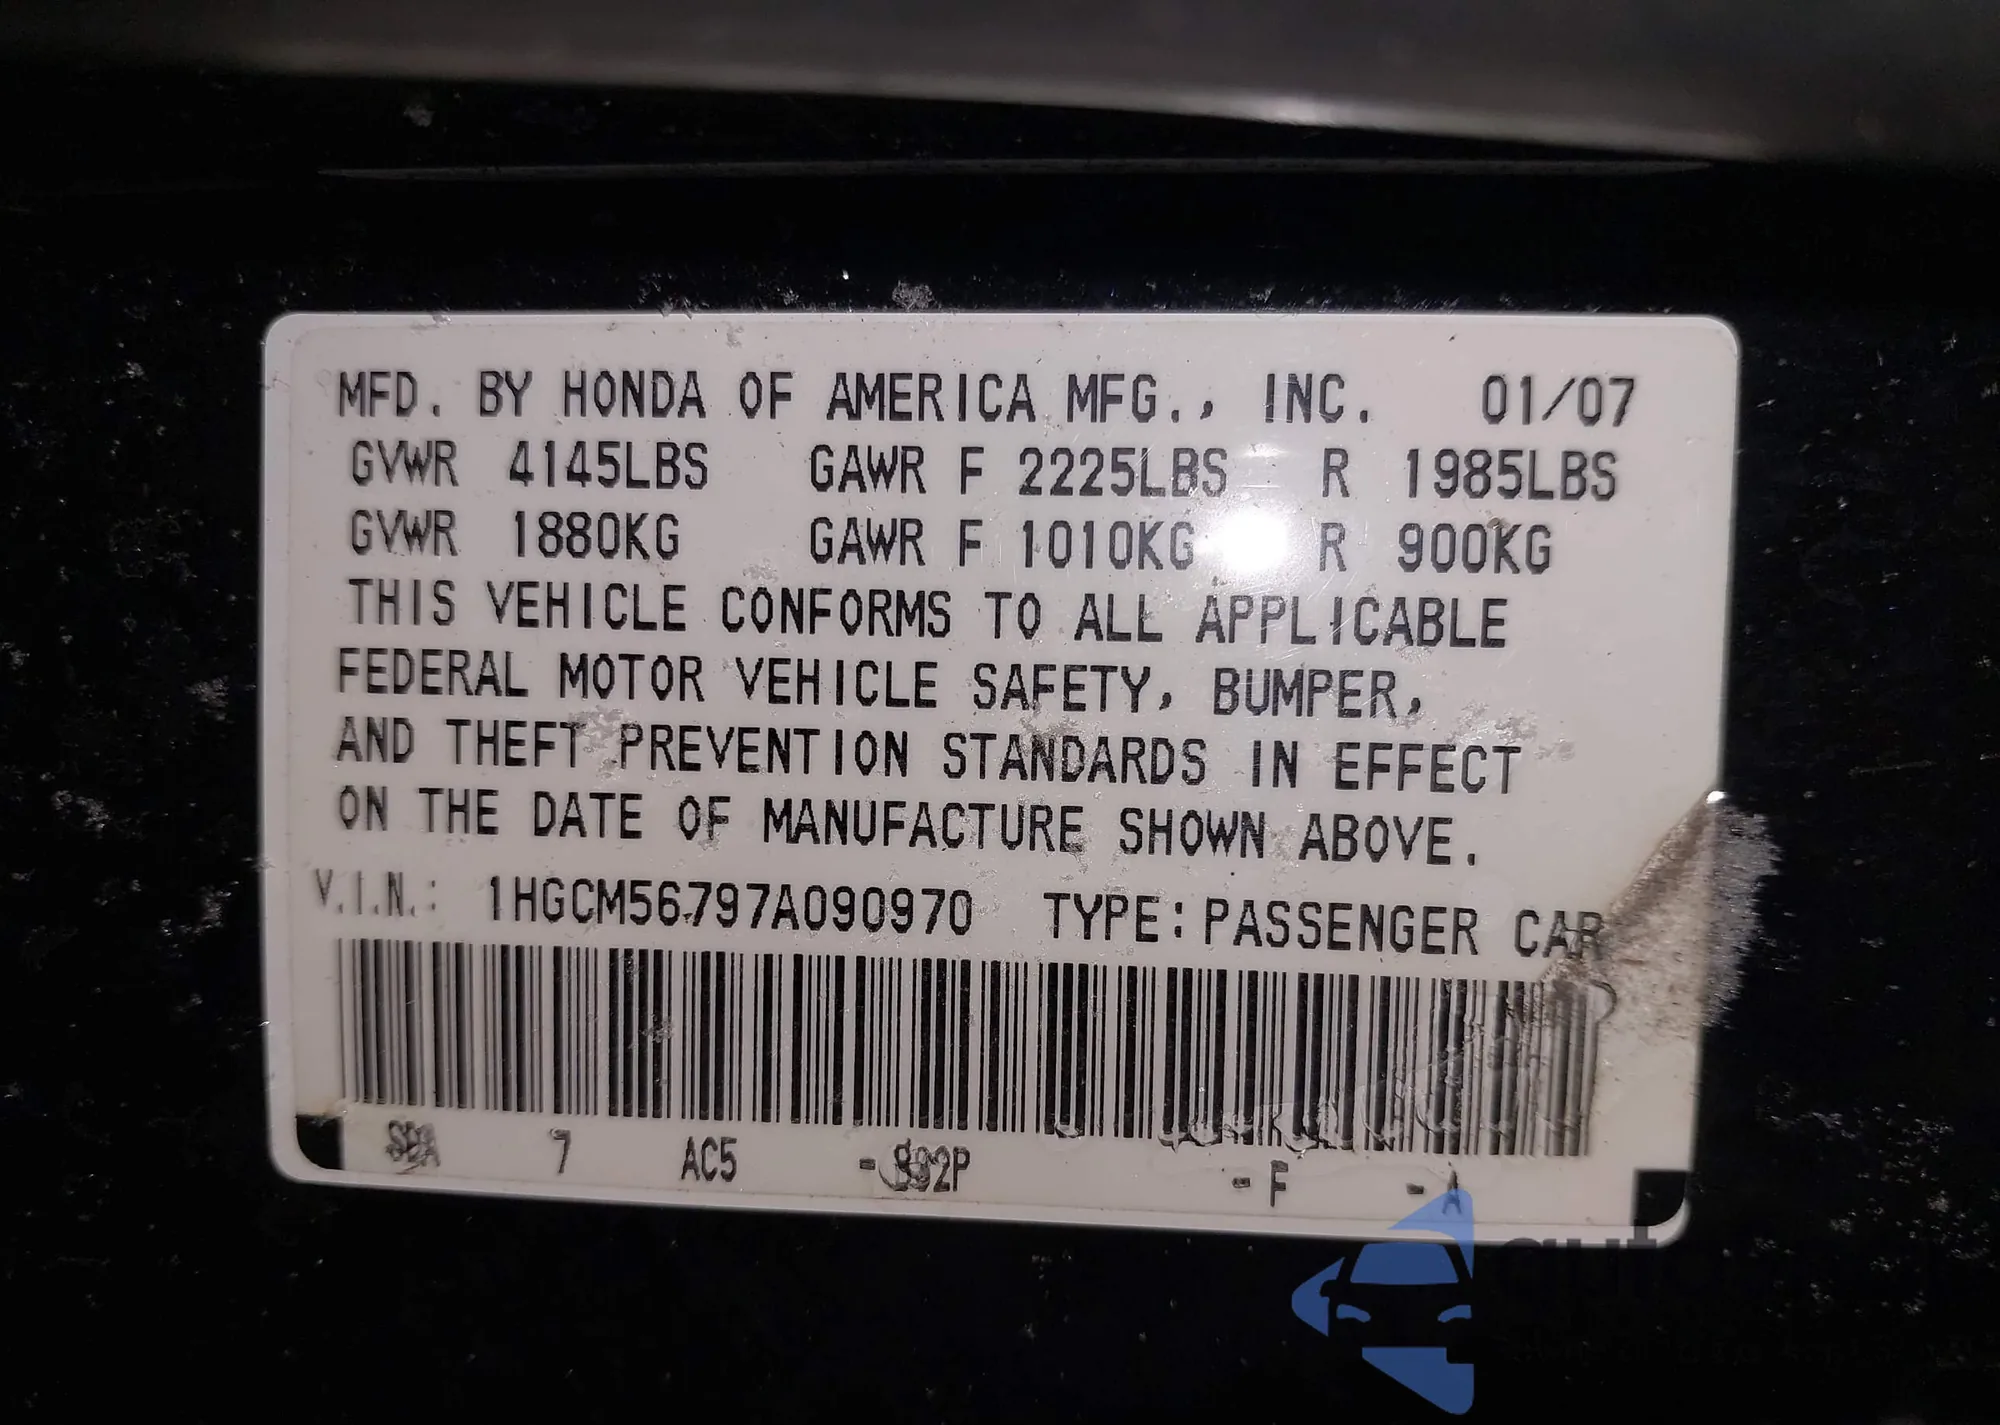 MFD. BY HONDA OF AMERICA MFG., INC. 01/07
GVWR 4145LBS GAWR F 2225LBS R 1985LBS
GVWR 1880KG GAWR F 1010KG R 900KG
THIS VEHICLE CONFORMS TO ALL APPLICABLE
FEDERAL MOTOR VEHICLE SAFETY, BUMPER,
AND THEFT PREVENTION STANDARDS IN EFFECT
ON THE DATE OF MANUFACTURE SHOWN ABOVE.
V.I.N.: 1HGCM56797A090970 TYPE: PASSENGER CAR
SDA 7 AC5 - B92P - F - A